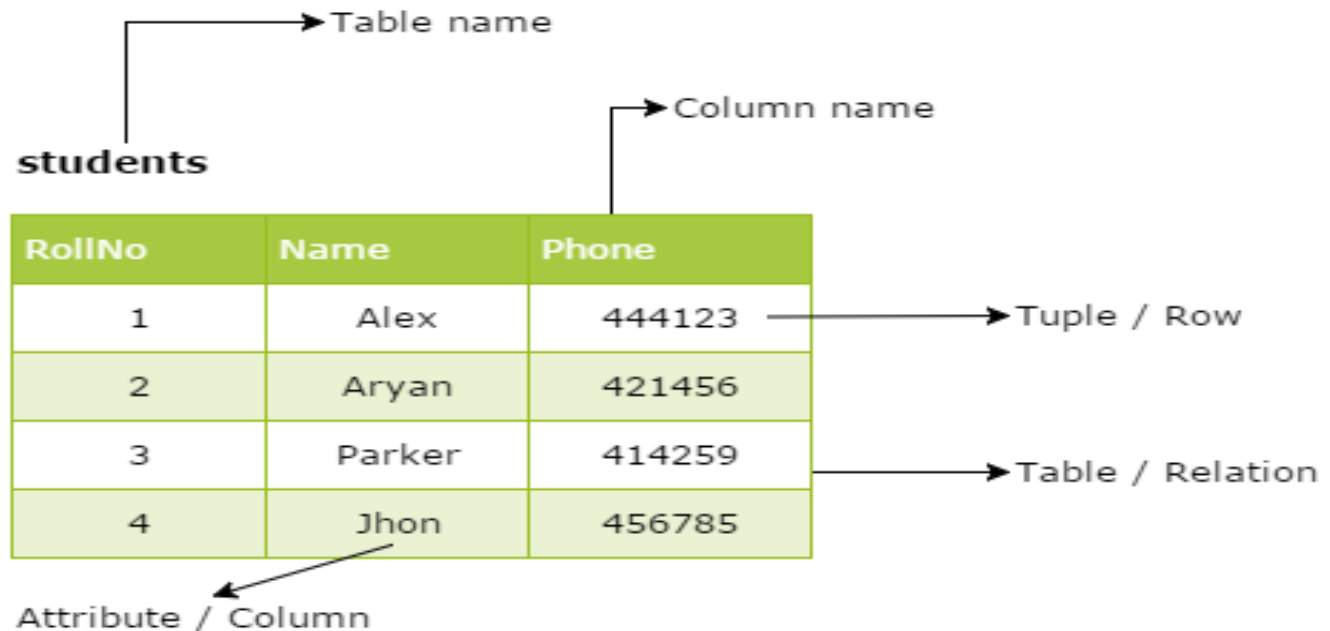 Table name
Column name
students
RollNo Name Phone
1 Alex 444123 Tuple / Row
2 Aryan 421456
3 Parker 414259
Table / Relation
4 Jhon 456785
Attribute / Column